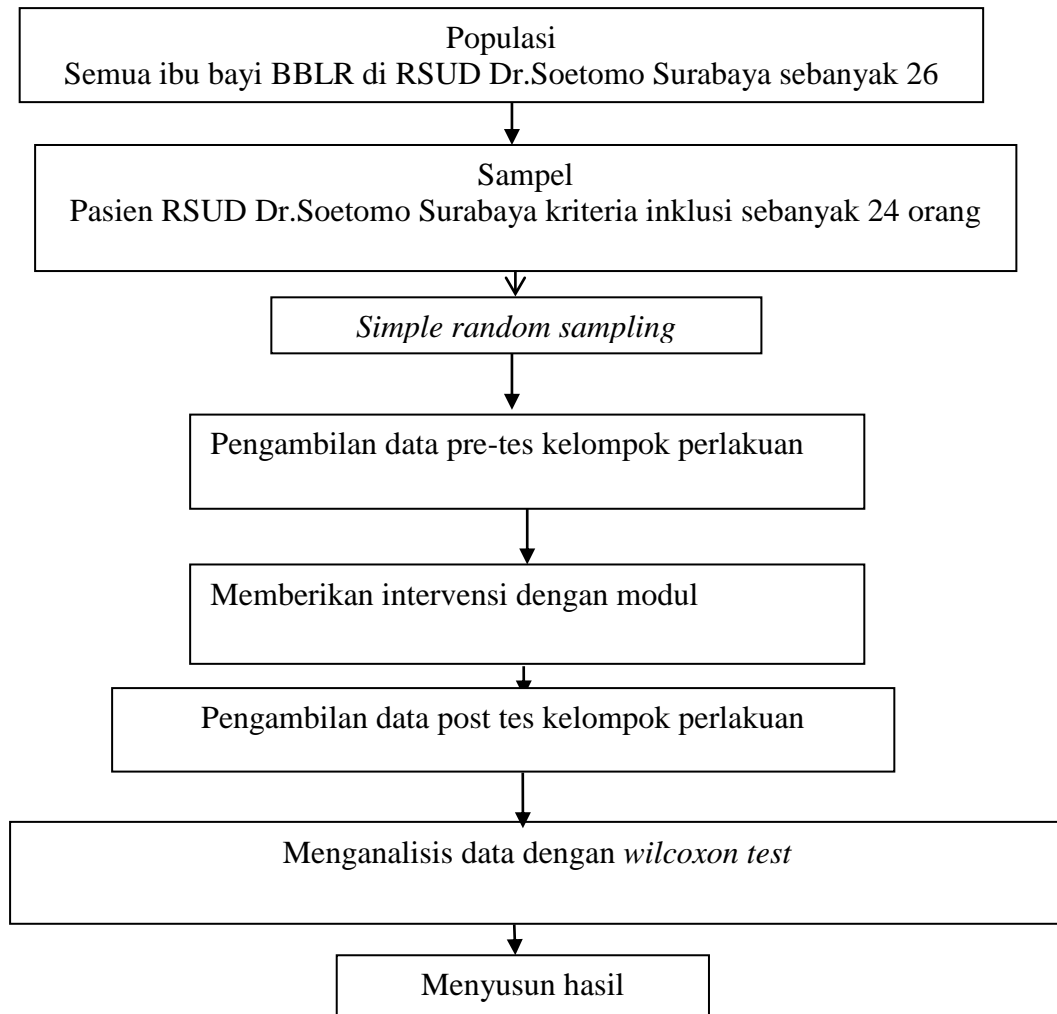 Populasi
Semua ibu bayi BBLR di RSUD Dr.Soetomo Surabaya sebanyak 26
Sampel
Pasien RSUD Dr.Soetomo Surabaya kriteria inklusi sebanyak 24 orang
Simple random sampling
Pengambilan data pre-tes kelompok perlakuan
Memberikan intervensi dengan modul
Pengambilan data post tes kelompok perlakuan
Menganalisis data dengan wilcoxon test
Menyusun hasil